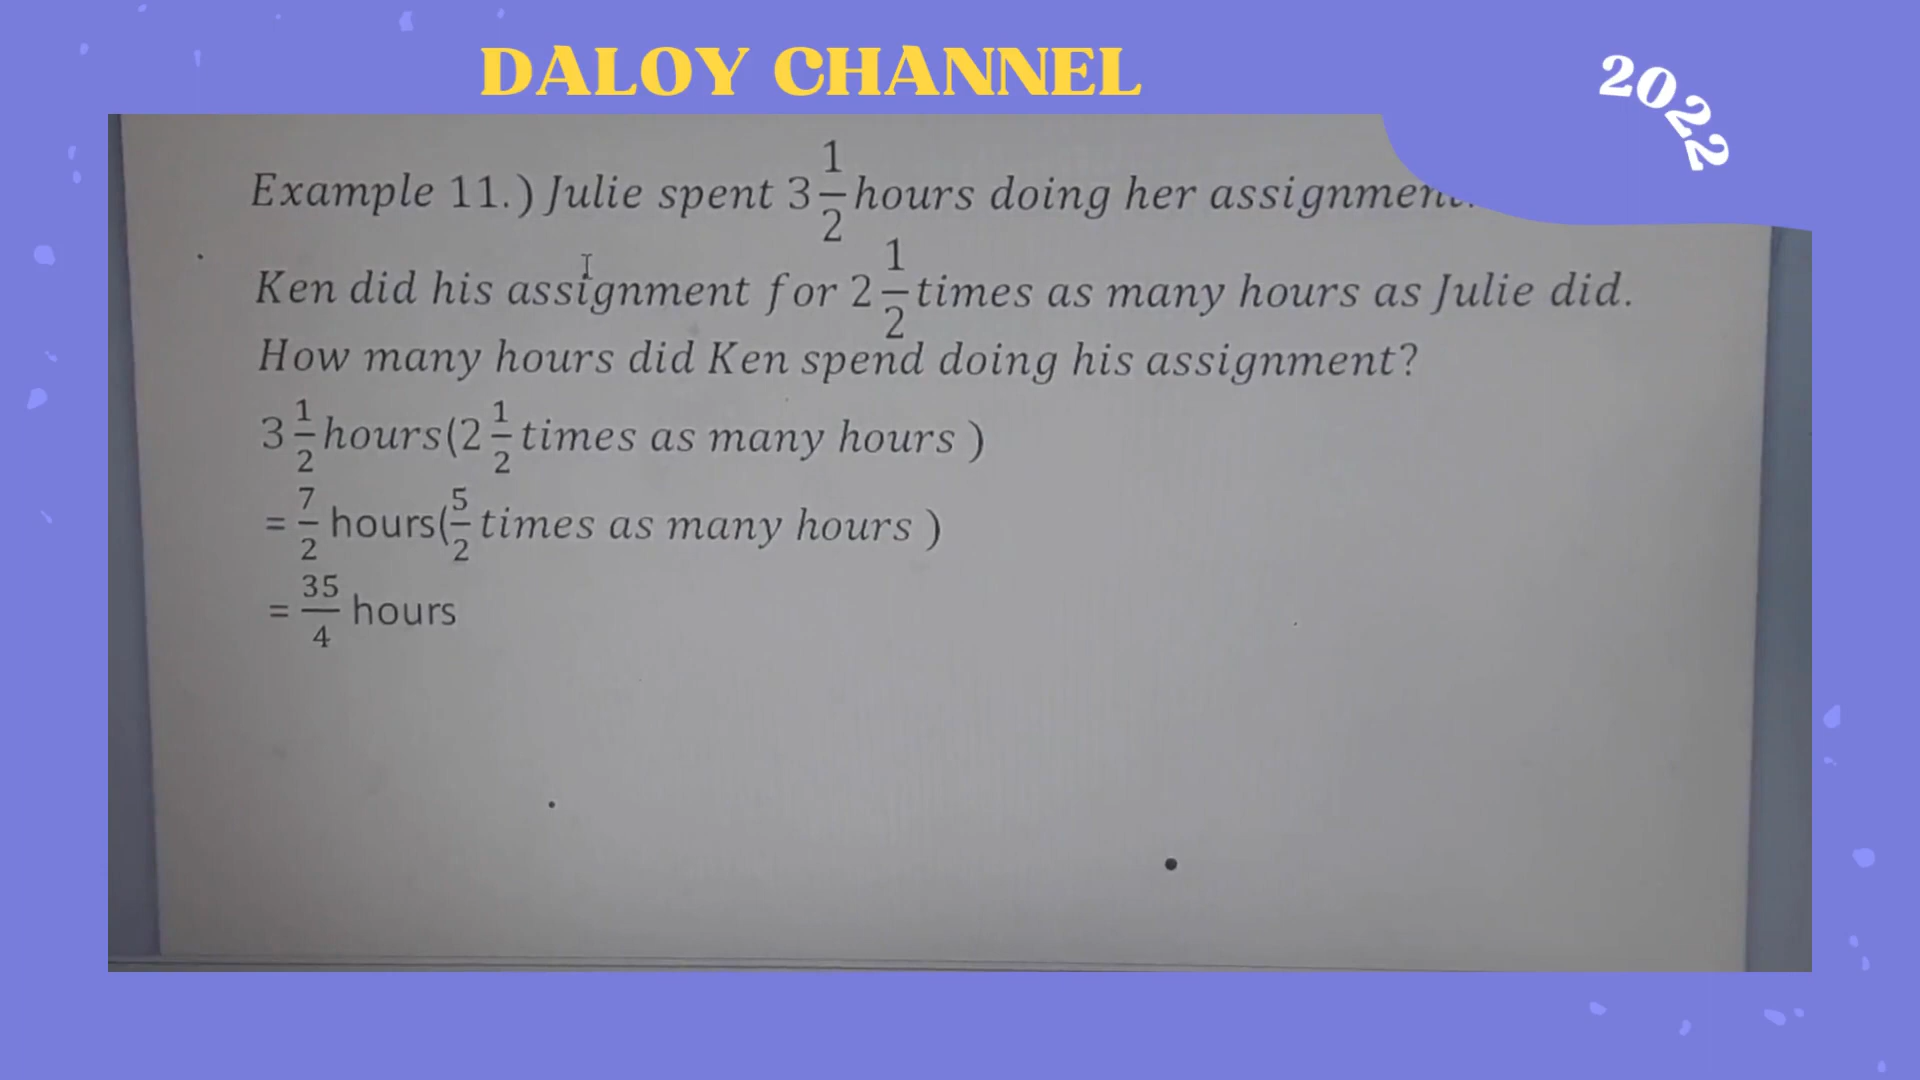 DALOY CHANNEL
2022
Example 11.) Julie spent 3 1/2 hours doing her assignment.
Ken did his assignment for 2 1/2 times as many hours as Julie did.
How many hours did Ken spend doing his assignment?
3 1/2 hours(2 1/2 times as many hours )
= 7/2 hours(5/2 times as many hours )
= 35/4 hours